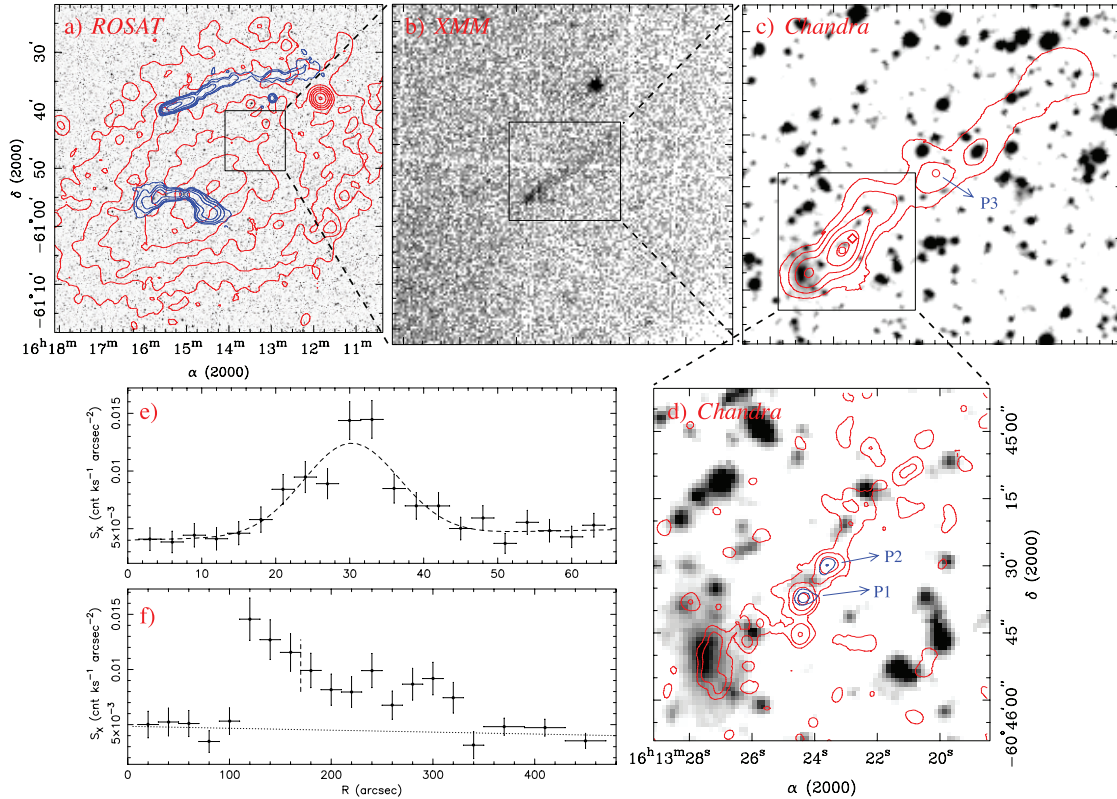 a) ROSAT
30'
40'
50'
−61°00'
−61°10'
δ (2000)
16ʰ18ᵐ 17ᵐ 16ᵐ 15ᵐ 14ᵐ 13ᵐ 12ᵐ 11ᵐ
α (2000)
b) XMM
c) Chandra
P3
d) Chandra
P2
P1
45'00"
15"
30"
45"
−60°46'00"
δ (2000)
16ʰ13ᵐ28ˢ 26ˢ 24ˢ 22ˢ 20ˢ
α (2000)
e)
0.015
0.01
5×10⁻³
Sₓ (cnt ks⁻¹ arcsec⁻²)
0 10 20 30 40 50 60
f)
0.015
0.01
5×10⁻³
Sₓ (cnt ks⁻¹ arcsec⁻²)
0 100 200 300 400
R (arcsec)